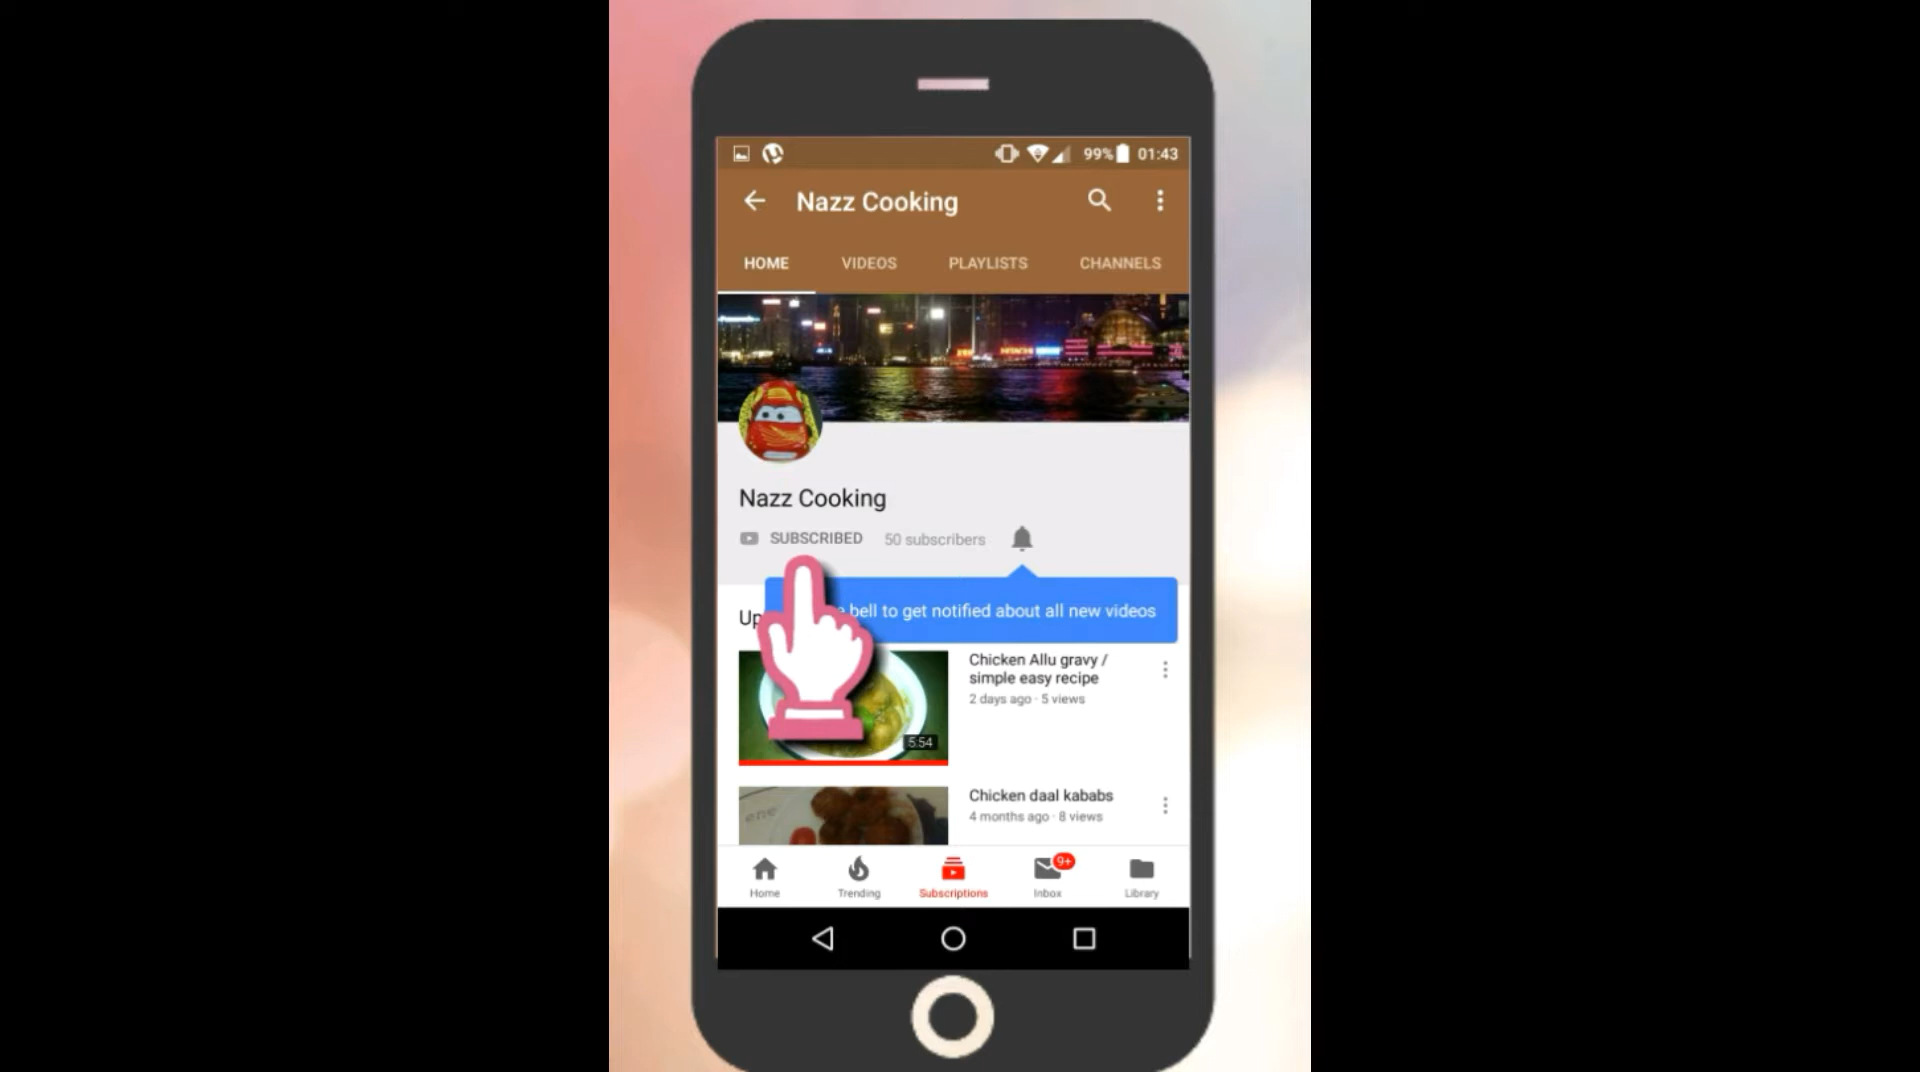 99% 01:43
Nazz Cooking
HOME VIDEOS PLAYLISTS CHANNELS
HITACHI
Nazz Cooking
SUBSCRIBED 50 subscribers
bell to get notified about all new videos
Chicken Allu gravy /
simple easy recipe
2 days ago · 5 views
5:54
Chicken daal kababs
4 months ago · 8 views
9+
Home Trending Subscriptions Inbox Library